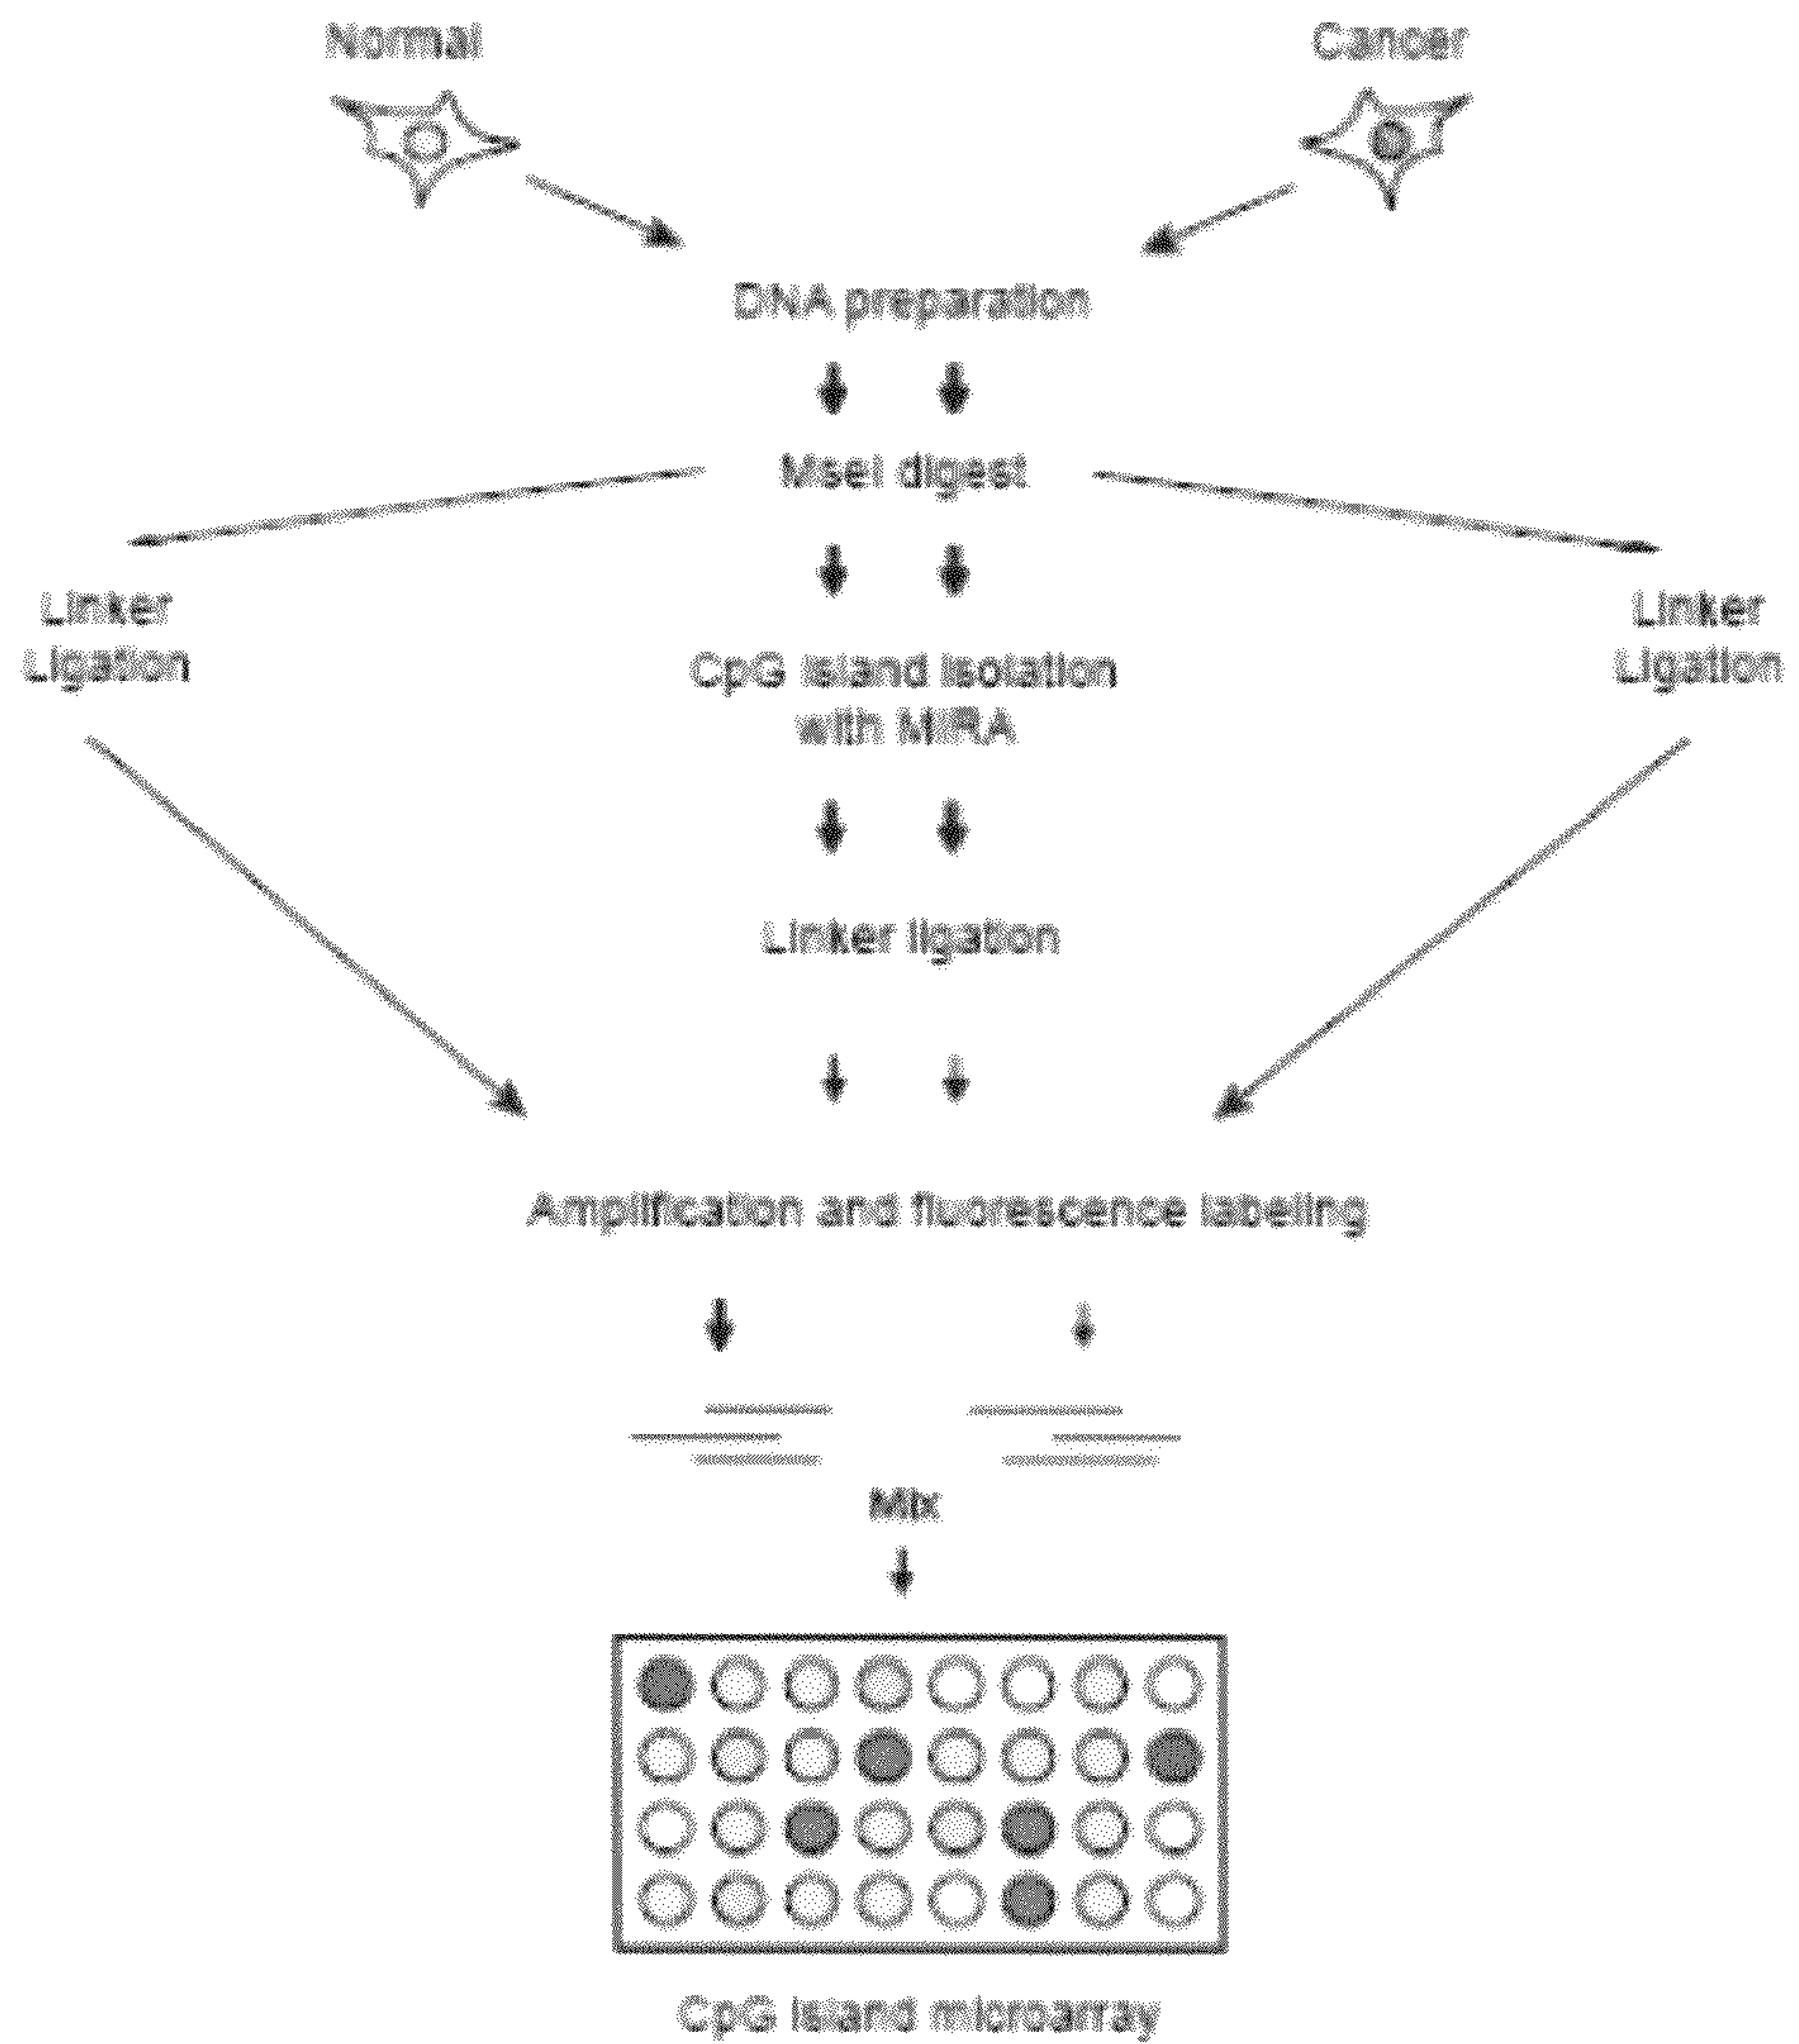 Normal
Cancer
DNA preparation
MseI digest
Linker
Ligation
Linker
Ligation
CpG island isolation
with MIRA
Linker ligation
Amplification and fluorescence labeling
Mix
CpG island microarray